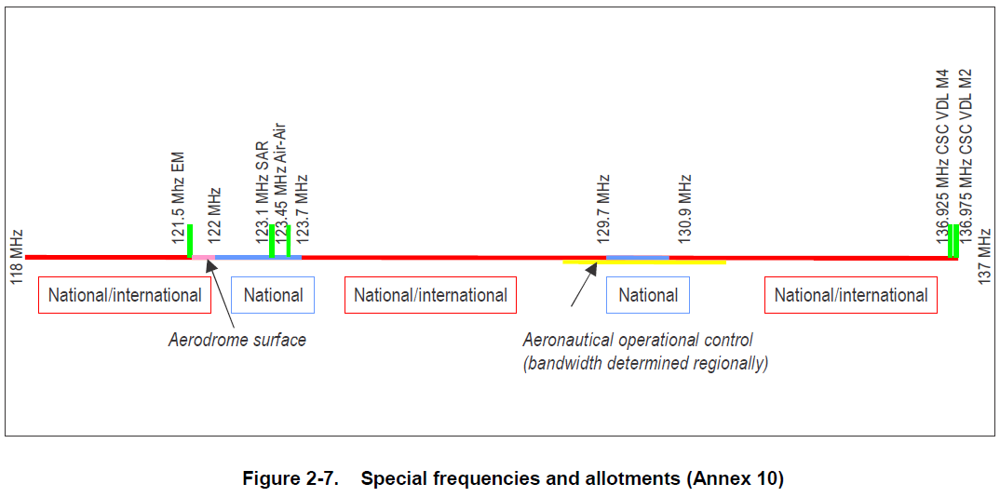 118 MHz
121.5 Mhz EM
122 MHz
123.1 MHz SAR
123.45 MHz Air-Air
123.7 MHz
129.7 MHz
130.9 MHz
136.925 MHz CSC VDL M4
136.975 MHz CSC VDL M2
137 MHz
National/international
National
National/international
National
National/international
Aerodrome surface
Aeronautical operational control
(bandwidth determined regionally)
Figure 2-7. Special frequencies and allotments (Annex 10)